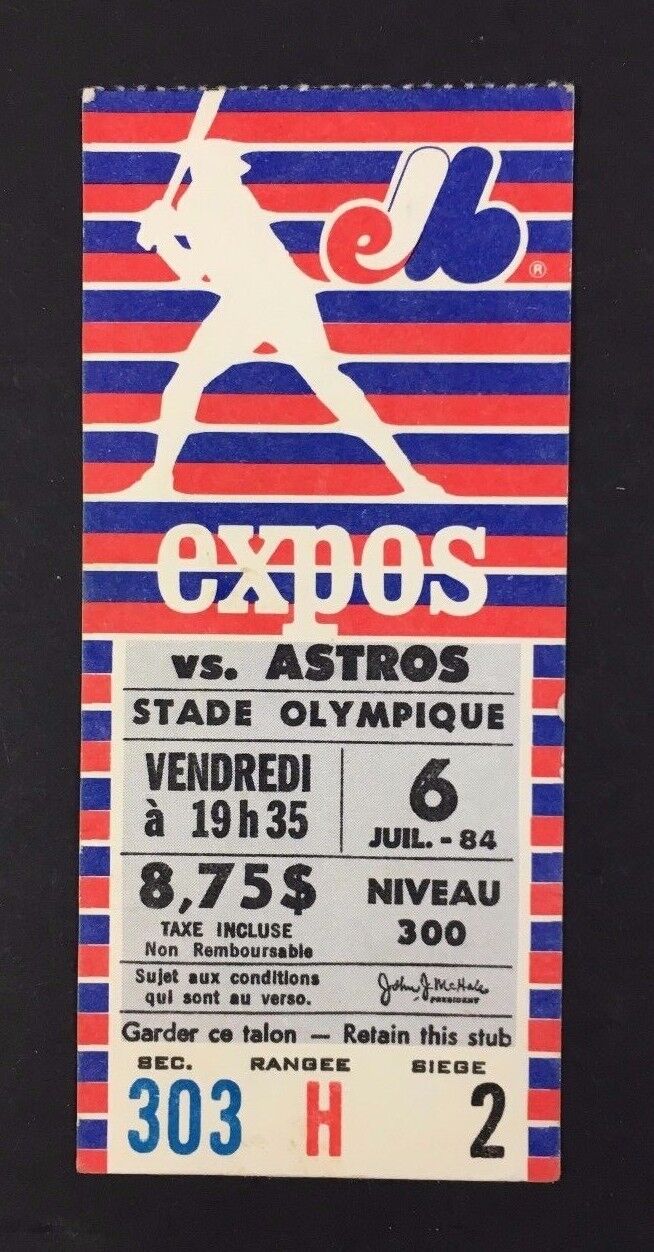 eb ®
expos
vs. ASTROS
STADE OLYMPIQUE
VENDREDI
à 19h35
6
JUIL. - 84
8,75$
TAXE INCLUSE
Non Remboursable
NIVEAU
300
Sujet aux conditions
qui sont au verso.
John J. McHale
PRESIDENT
Garder ce talon — Retain this stub
SEC. RANGEE SIEGE
303 H 2